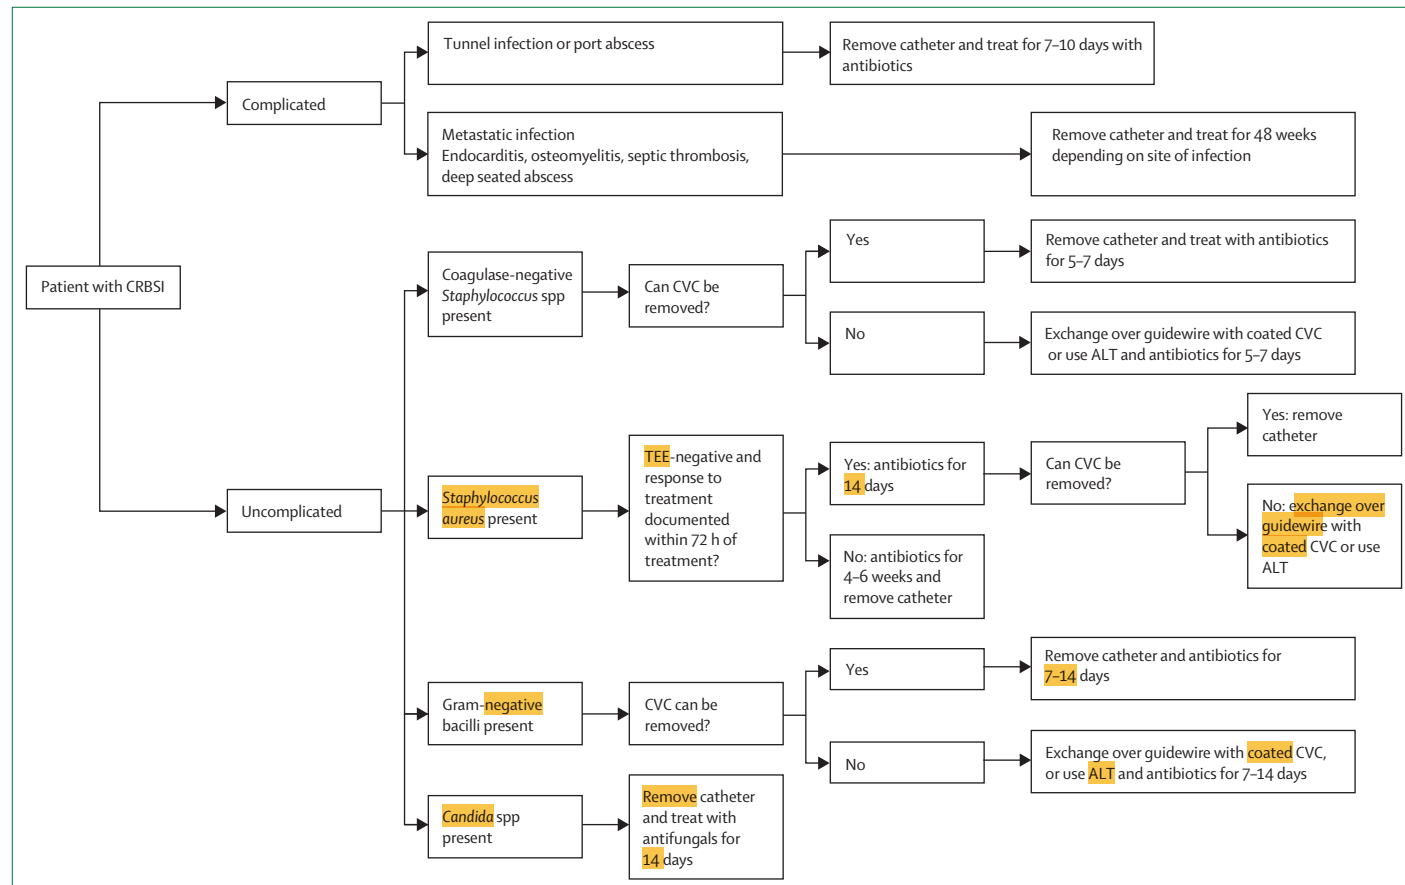 Tunnel infection or port abscess
Remove catheter and treat for 7–10 days with
antibiotics
Complicated
Metastatic infection
Endocarditis, osteomyelitis, septic thrombosis,
deep seated abscess
Remove catheter and treat for 48 weeks
depending on site of infection
Patient with CRBSI
Coagulase-negative
Staphylococcus spp
present
Can CVC be
removed?
Yes
Remove catheter and treat with antibiotics
for 5–7 days
No
Exchange over guidewire with coated CVC
or use ALT and antibiotics for 5–7 days
Uncomplicated
Staphylococcus
aureus present
TEE-negative and
response to
treatment
documented
within 72 h of
treatment?
Yes: antibiotics for
14 days
Can CVC be
removed?
Yes: remove
catheter
No: exchange over
guidewire with
coated CVC or use
ALT
No: antibiotics for
4–6 weeks and
remove catheter
Gram-negative
bacilli present
CVC can be
removed?
Yes
Remove catheter and antibiotics for
7–14 days
No
Exchange over guidewire with coated CVC,
or use ALT and antibiotics for 7–14 days
Candida spp
present
Remove catheter
and treat with
antifungals for
14 days